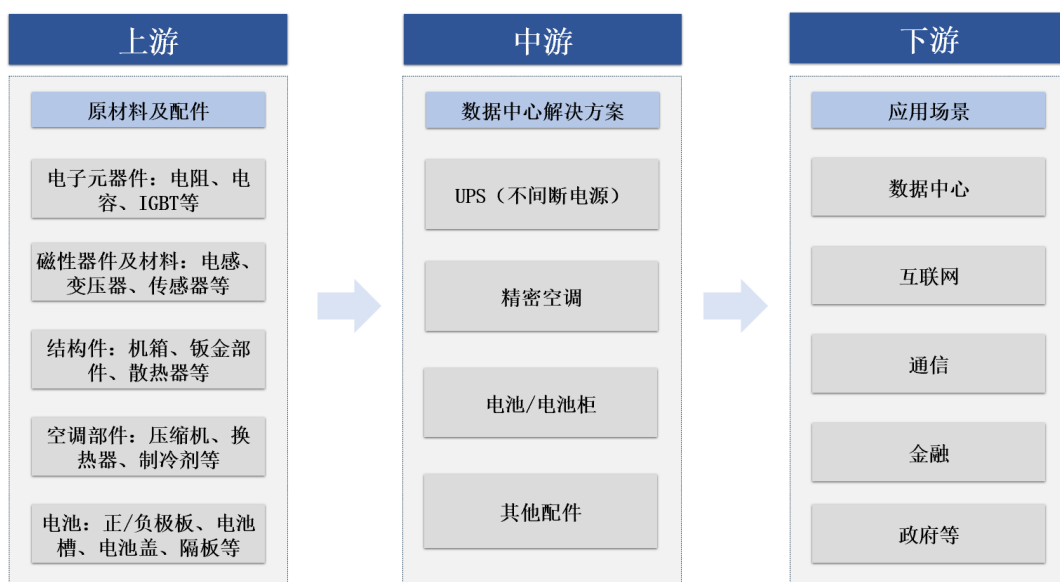 上游
原材料及配件
电子元器件：电阻、电
容、IGBT等
磁性器件及材料：电感、
变压器、传感器等
结构件：机箱、钣金部
件、散热器等
空调部件：压缩机、换
热器、制冷剂等
电池：正/负极板、电池
槽、电池盖、隔板等
中游
数据中心解决方案
UPS（不间断电源）
精密空调
电池/电池柜
其他配件
下游
应用场景
数据中心
互联网
通信
金融
政府等